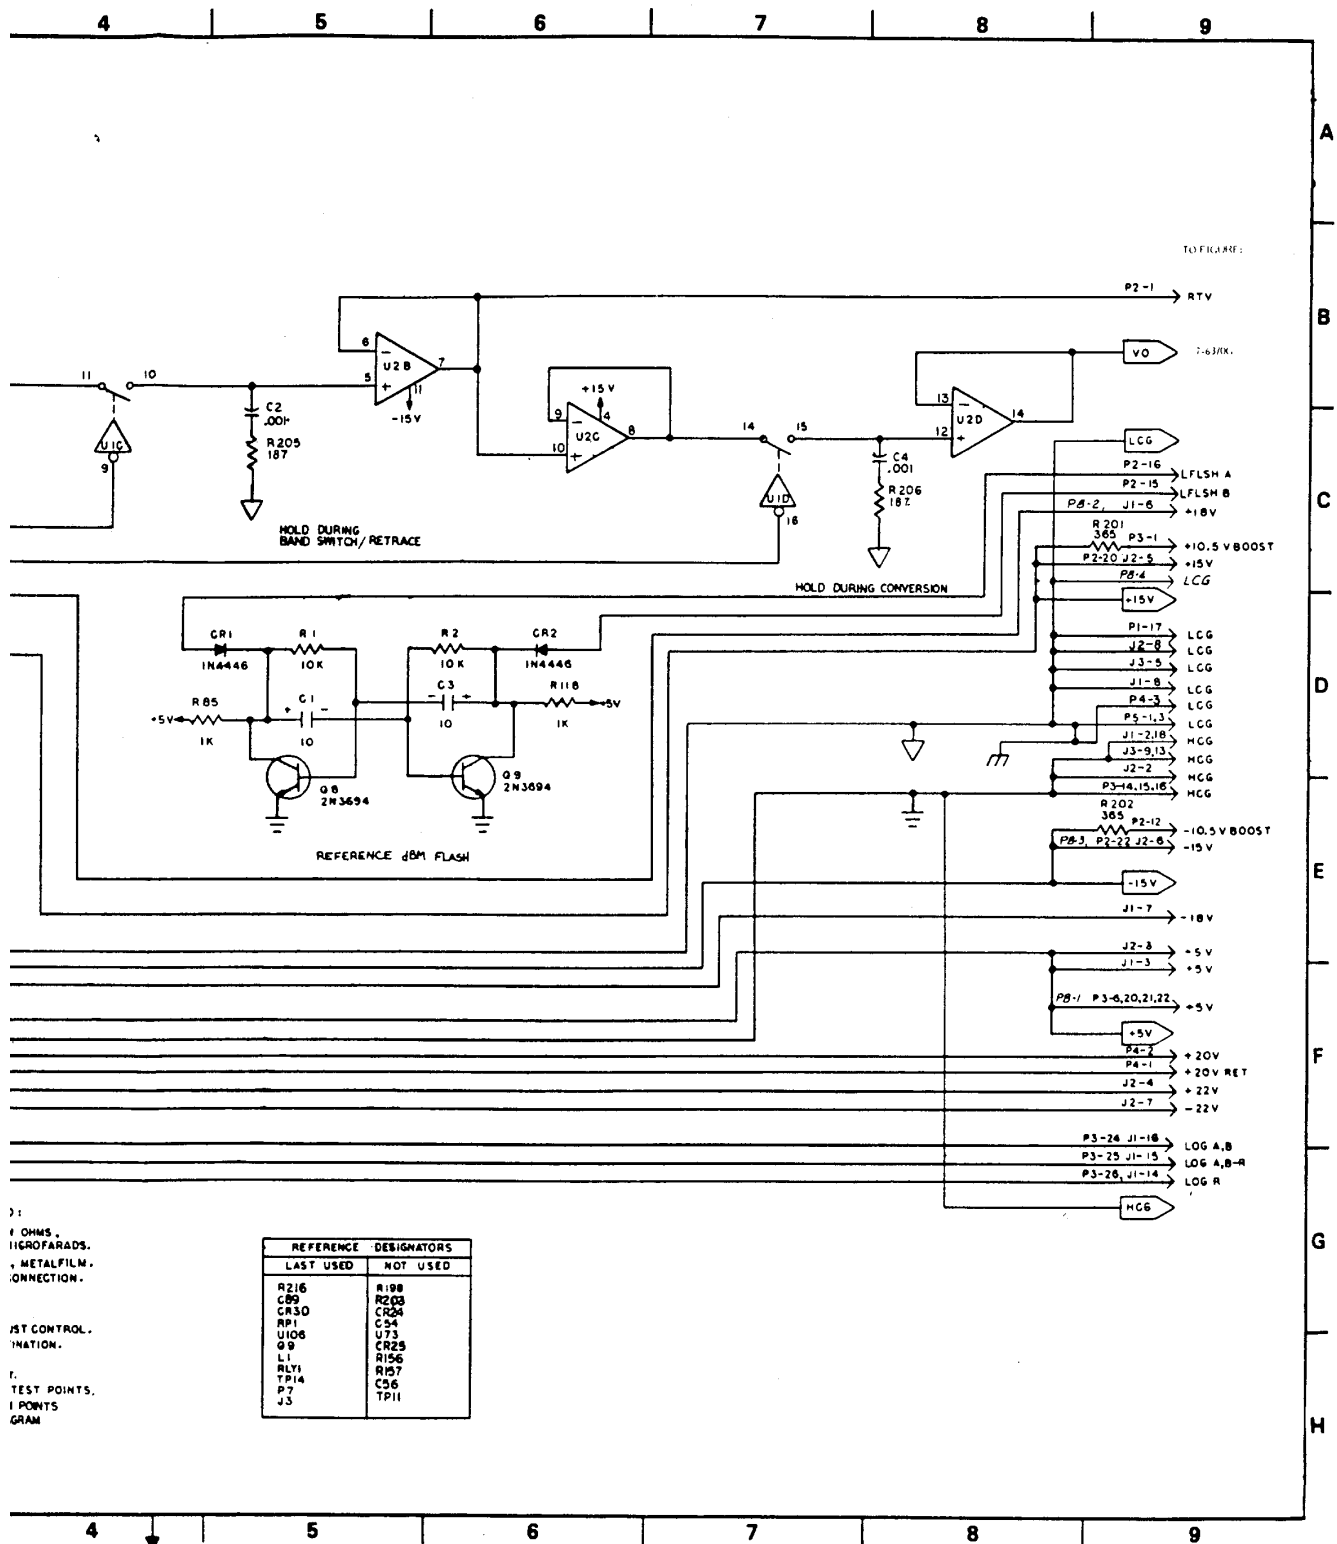 4 5 6 7 8 9
A
TO FIGURE:
P2-1
RTV
B
6
U2B
7
5
11
-15V
VO
11 10
C2
.001
R205
187
U1C
9
+15V
9
4
U2C
8
10
14 15
13
U2D
14
12
C4
.001
R206
187
U1D
16
LCG
P2-16
LFLSH A
P2-15
LFLSH B
P8-2, J1-6
+18V
C
HOLD DURING
BAND SWITCH/RETRACE
R201
365
P3-1
+10.5V BOOST
P2-20 J2-5
+15V
P8-4
LCG
HOLD DURING CONVERSION
+15V
CR1
1N4446
R1
10K
R2
10K
CR2
1N4446
P1-17 LCG
J2-8 LCG
J3-5 LCG
J1-8 LCG
D
P4-3 LCG
P5-1,3 LCG
J1-2,18 HCG
J3-9,13 HCG
J2-2 HCG
P3-14,15,16 HCG
R85
1K
+5V
C1
+ -
10
C3
- +
10
R118
1K
+5V
Q8
2N3694
Q9
2N3694
REFERENCE dBM FLASH
R202
365
P2-12
-10.5V BOOST
P8-3, P2-22 J2-6
-15V
E
-15V
J1-7
-18V
J2-3
+5V
J1-3
+5V
P8-1 P3-6,20,21,22
+5V
+5V
F
P4-2
+20V
P4-1
+20V RET
J2-4
+22V
J2-7
-22V
P3-24 J1-16
LOG A,B
P3-25 J1-15
LOG A,B-R
P3-26, J1-14
LOG R
HCG
G
OHMS,
, METALFILM.
TEST POINTS,
POINTS
REFERENCE DESIGNATORS
LAST USED NOT USED
R216 R198
C89 R203
CR30 CR24
RP1 C54
U106 U73
Q9 CR25
L1 R156
RLY1 R157
TP14 C56
P7 TP11
J3
H
4 5 6 7 8 9